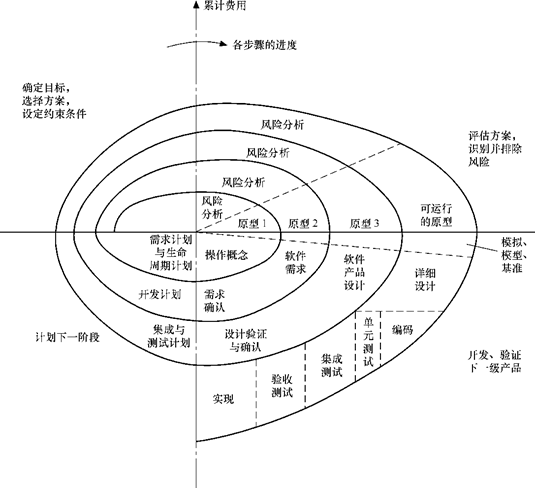 累计费用
各步骤的进度
确定目标,
选择方案,
设定约束条件
风险分析
评估方案,
识别并排除
风险
风险分析
风险分析
风险
分析
原型 1
原型 2
原型 3
可运行
的原型
需求计划
与生命
周期计划
操作概念
软件
需求
软件
产品
设计
详细
设计
模拟、
模型、
基准
开发计划
需求
确认
计划下一阶段
集成与
测试计划
设计验证
与确认
单
元
测
试
编码
集成
测试
验收
测试
实现
开发、验证
下一级产品